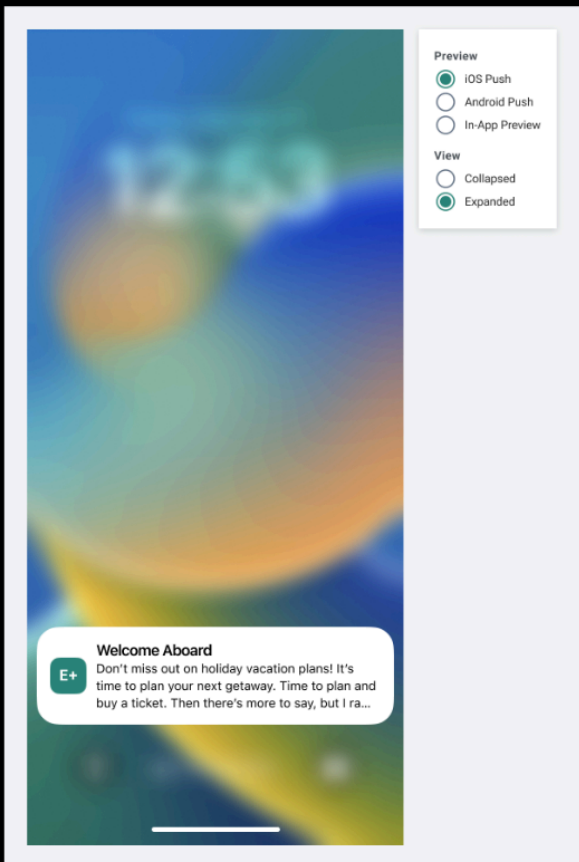 12:53
Preview
iOS Push
Android Push
In-App Preview
View
Collapsed
Expanded
E+
Welcome Aboard
Don't miss out on holiday vacation plans! It's
time to plan your next getaway. Time to plan and
buy a ticket. Then there's more to say, but I ra...